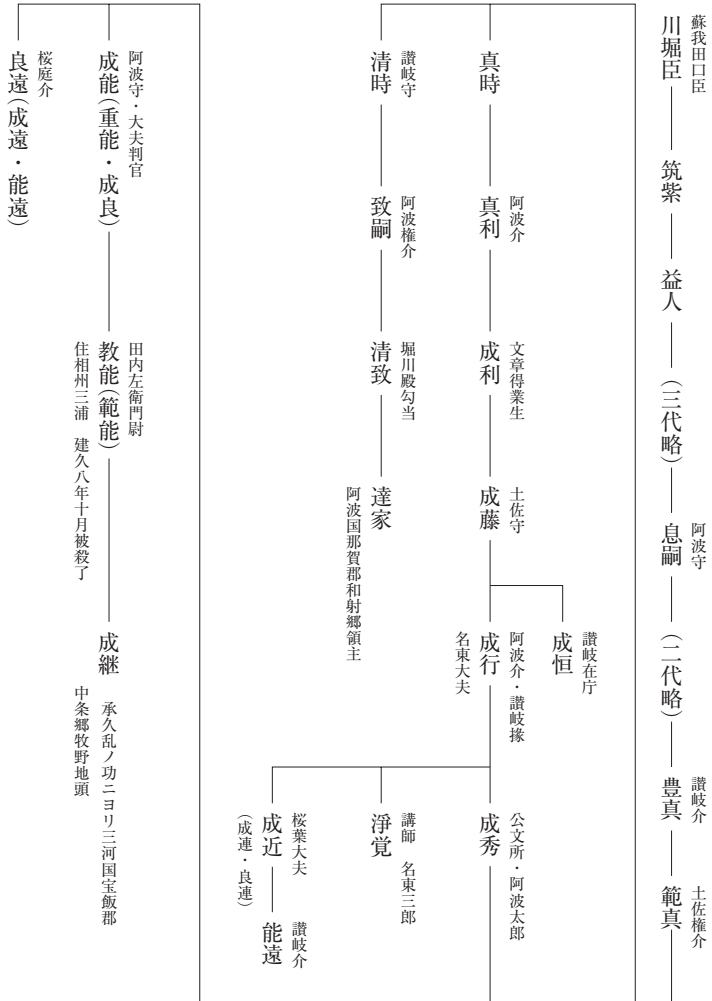 蘇我田口臣
川堀臣
筑紫
益人
(三代略)
阿波守
息嗣
(二代略)
讃岐介
豊真
土佐権介
範真
真時
阿波介
真利
文章得業生
成利
土佐守
成藤
讃岐在庁
成恒
阿波介・讃岐掾
成行
名東大夫
公文所・阿波太郎
成秀
講師 名東三郎
淨覚
桜葉大夫
成近
(成連・良連)
讃岐介
能遠
讃岐守
清時
阿波権介
致嗣
堀川殿勾当
清致
達家
阿波国那賀郡和射郷領主
阿波守・大夫判官
成能(重能・成良)
田内左衛門尉
教能(範能)
住相州三浦 建久八年十月被殺了
成継
承久乱ノ功ニヨリ三河国宝飯郡
中条郷牧野地頭
桜庭介
良遠(成遠・能遠)